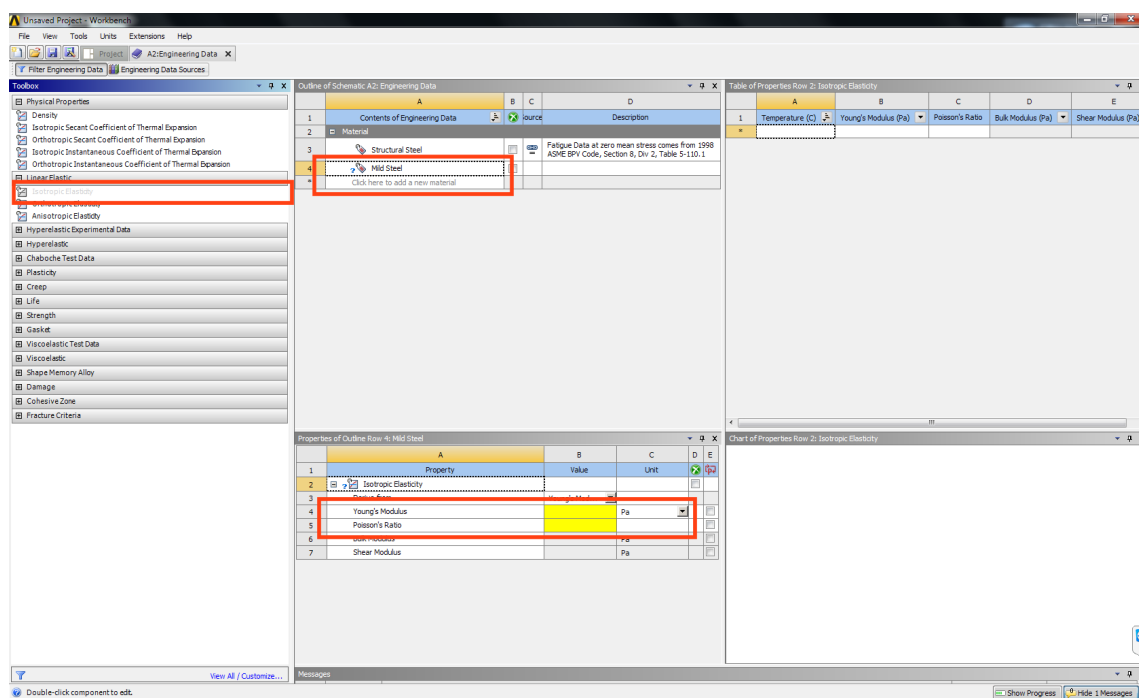 Unsaved Project - Workbench
File View Tools Units Extensions Help
Project A2:Engineering Data X
Filter Engineering Data Engineering Data Sources
Toolbox
Physical Properties
Density
Isotropic Secant Coefficient of Thermal Expansion
Orthotropic Secant Coefficient of Thermal Expansion
Isotropic Instantaneous Coefficient of Thermal Expansion
Orthotropic Instantaneous Coefficient of Thermal Expansion
Linear Elastic
Isotropic Elasticity
Orthotropic Elasticity
Anisotropic Elasticity
Hyperelastic Experimental Data
Hyperelastic
Chaboche Test Data
Plasticity
Creep
Life
Strength
Gasket
Viscoelastic Test Data
Viscoelastic
Shape Memory Alloy
Damage
Cohesive Zone
Fracture Criteria
View All / Customize...
Outline of Schematic A2: Engineering Data
A B C D
1 Contents of Engineering Data ource Description
2 Material
3 Structural Steel Fatigue Data at zero mean stress comes from 1998
ASME BPV Code, Section 8, Div 2, Table 5-110.1
4 ? Mild Steel
* Click here to add a new material
Table of Properties Row 2: Isotropic Elasticity
A B C D E
1 Temperature (C) Young's Modulus (Pa) Poisson's Ratio Bulk Modulus (Pa) Shear Modulus (Pa)
*
Properties of Outline Row 4: Mild Steel
A B C D E
1 Property Value Unit
2 ? Isotropic Elasticity
3 Derive from
4 Young's Modulus Pa
5 Poisson's Ratio
6 Bulk Modulus Pa
7 Shear Modulus Pa
Chart of Properties Row 2: Isotropic Elasticity
Messages
Double-click component to edit.
Show Progress Hide 1 Messages